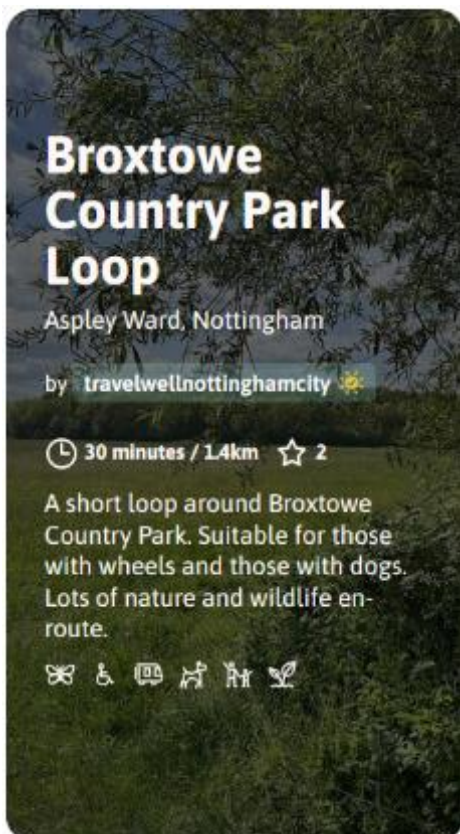 Broxtowe
Country Park
Loop
Aspley Ward, Nottingham
by travelwellnottinghamcity
30 minutes / 1.4km 2
A short loop around Broxtowe
Country Park. Suitable for those
with wheels and those with dogs.
Lots of nature and wildlife en-
route.